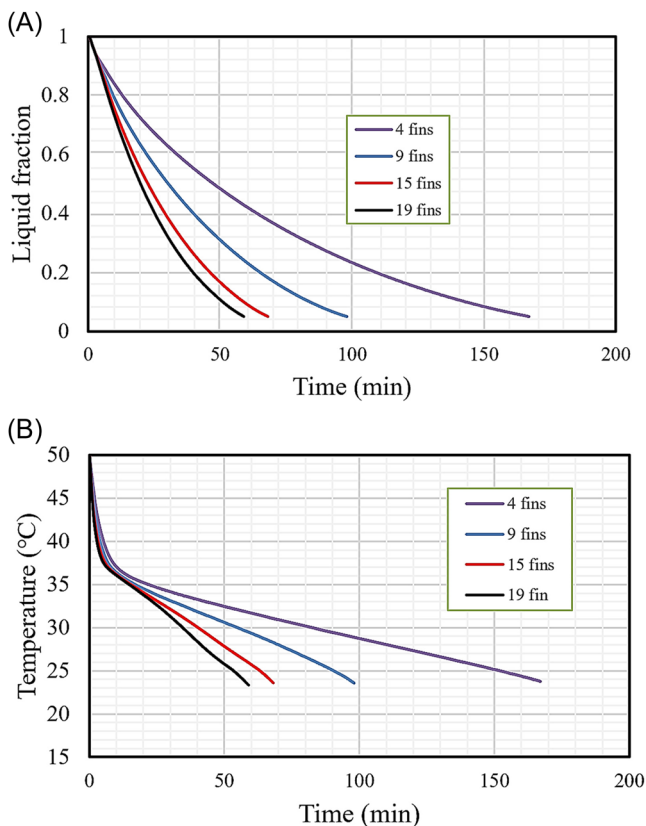 (A)
Liquid fraction
1
0.8
0.6
0.4
0.2
0
4 fins
9 fins
15 fins
19 fins
0 50 100 150 200
Time (min)
(B)
Temperature (°C)
50
45
40
35
30
25
20
15
4 fins
9 fins
15 fins
19 fin
0 50 100 150 200
Time (min)